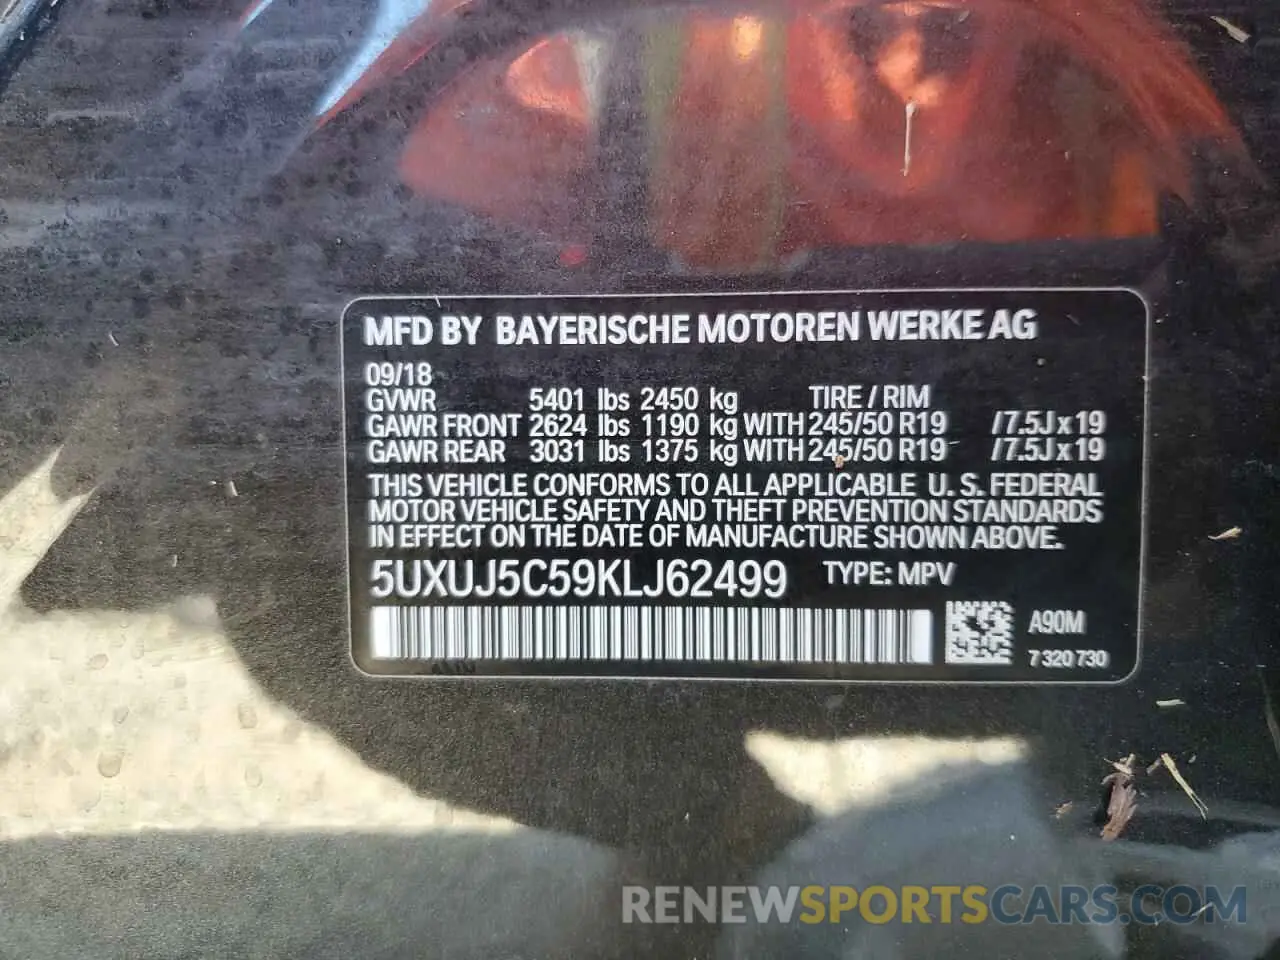 MFD BY BAYERISCHE MOTOREN WERKE AG
09/18
GVWR 5401 lbs 2450 kg TIRE / RIM
GAWR FRONT 2624 lbs 1190 kg WITH 245/50 R19 /7.5J x 19
GAWR REAR 3031 lbs 1375 kg WITH 245/50 R19 /7.5J x 19
THIS VEHICLE CONFORMS TO ALL APPLICABLE U. S. FEDERAL
MOTOR VEHICLE SAFETY AND THEFT PREVENTION STANDARDS
IN EFFECT ON THE DATE OF MANUFACTURE SHOWN ABOVE.
5UXUJ5C59KLJ62499 TYPE: MPV
A90M
7 320 730
RENEWSPORTSCARS.COM